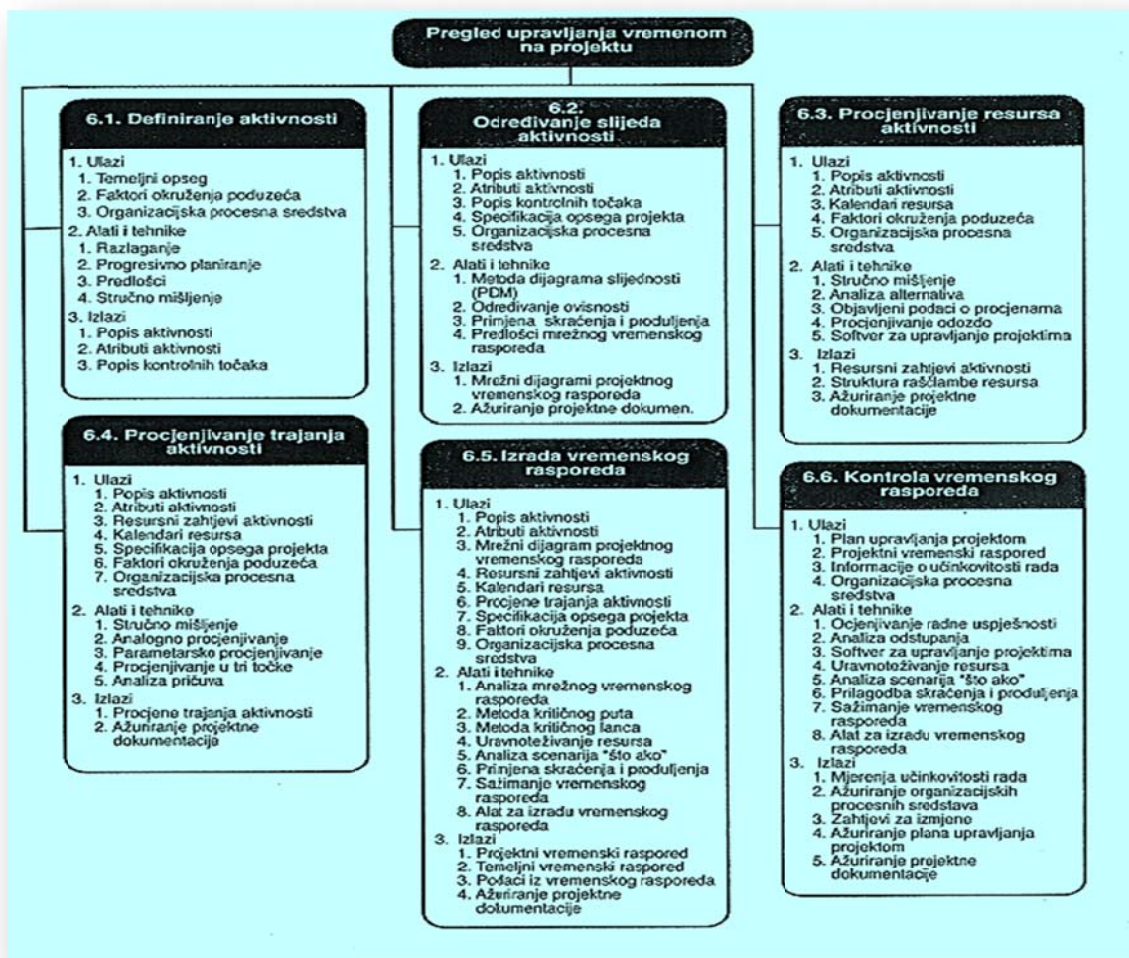 Pregled upravljanja vremenom
na projektu
6.1. Definiranje aktivnosti
1. Ulazi
1. Temeljni opseg
2. Faktori okruženja poduzeća
3. Organizacijska procesna sredstva
2. Alati i tehnike
1. Razlaganje
2. Progresivno planiranje
3. Predlošci
4. Stručno mišljenje
3. Izlazi
1. Popis aktivnosti
2. Atributi aktivnosti
3. Popis kontrolnih točaka
6.2.
Određivanje slijeda
aktivnosti
1. Ulazi
1. Popis aktivnosti
2. Atributi aktivnosti
3. Popis kontrolnih točaka
4. Specifikacija opsega projekta
5. Organizacijska procesna
sredstva
2. Alati i tehnike
1. Metoda dijagrama slijednosti
(PDM)
2. Određivanje ovisnosti
3. Primjena skraćenja i produljenja
4. Predlošci mrežnog vremenskog
rasporeda
3. Izlazi
1. Mrežni dijagrami projektnog
vremenskog rasporeda
2. Ažuriranje projektne dokumen.
6.3. Procjenjivanje resursa
aktivnosti
1. Ulazi
1. Popis aktivnosti
2. Atributi aktivnosti
3. Kalendari resursa
4. Faktori okruženja poduzeća
5. Organizacijska procesna
sredstva
2. Alati i tehnike
1. Stručno mišljenje
2. Analiza alternativa
3. Objavljeni podaci o procjenama
4. Procjenjivanje odozdo
5. Softver za upravljanje projektima
3. Izlazi
1. Resursni zahtjevi aktivnosti
2. Struktura raščlambe resursa
3. Ažuriranje projektne
dokumentacije
6.4. Procjenjivanje trajanja
aktivnosti
1. Ulazi
1. Popis aktivnosti
2. Atributi aktivnosti
3. Resursni zahtjevi aktivnosti
4. Kalendari resursa
5. Specifikacija opsega projekta
6. Faktori okruženja poduzeća
7. Organizacijska procesna
sredstva
2. Alati i tehnike
1. Stručno mišljenje
2. Analogno procjenjivanje
3. Parametarsko procjenjivanje
4. Procjenjivanje u tri točke
5. Analiza pričuva
3. Izlazi
1. Procjene trajanja aktivnosti
2. Ažuriranje projektne
dokumentacije
6.5. Izrada vremenskog
rasporeda
1. Ulazi
1. Popis aktivnosti
2. Atributi aktivnosti
3. Mrežni dijagram projektnog
vremenskog rasporeda
4. Resursni zahtjevi aktivnosti
5. Kalendari resursa
6. Procjene trajanja aktivnosti
7. Specifikacija opsega projekta
8. Faktori okruženja poduzeća
9. Organizacijska procesna
sredstva
2. Alati i tehnike
1. Analiza mrežnog vremenskog
rasporeda
2. Metoda kritičnog puta
3. Metoda kritičnog lanca
4. Uravnoteživanje resursa
5. Analiza scenarija "što ako"
6. Primjena skraćenja i produljenja
7. Sažimanje vremenskog
rasporeda
8. Alat za izradu vremenskog
rasporeda
3. Izlazi
1. Projektni vremenski raspored
2. Temeljni vremenski raspored
3. Podaci iz vremenskog rasporeda
4. Ažuriranje projektne
dokumentacije
6.6. Kontrola vremenskog
rasporeda
1. Ulazi
1. Plan upravljanja projektom
2. Projektni vremenski raspored
3. Informacije o učinkovitosti rada
4. Organizacijska procesna
sredstva
2. Alati i tehnike
1. Ocjenjivanje radne uspješnosti
2. Analiza odstupanja
3. Softver za upravljanje projektima
4. Uravnoteživanje resursa
5. Analiza scenarija "što ako"
6. Prilagodba skraćenja i produljenja
7. Sažimanje vremenskog
rasporeda
8. Alat za izradu vremenskog
rasporeda
3. Izlazi
1. Mjerenja učinkovitosti rada
2. Ažuriranje organizacijskih
procesnih sredstava
3. Zahtjevi za izmjene
4. Ažuriranje plana upravljanja
projektom
5. Ažuriranje projektne
dokumentacije